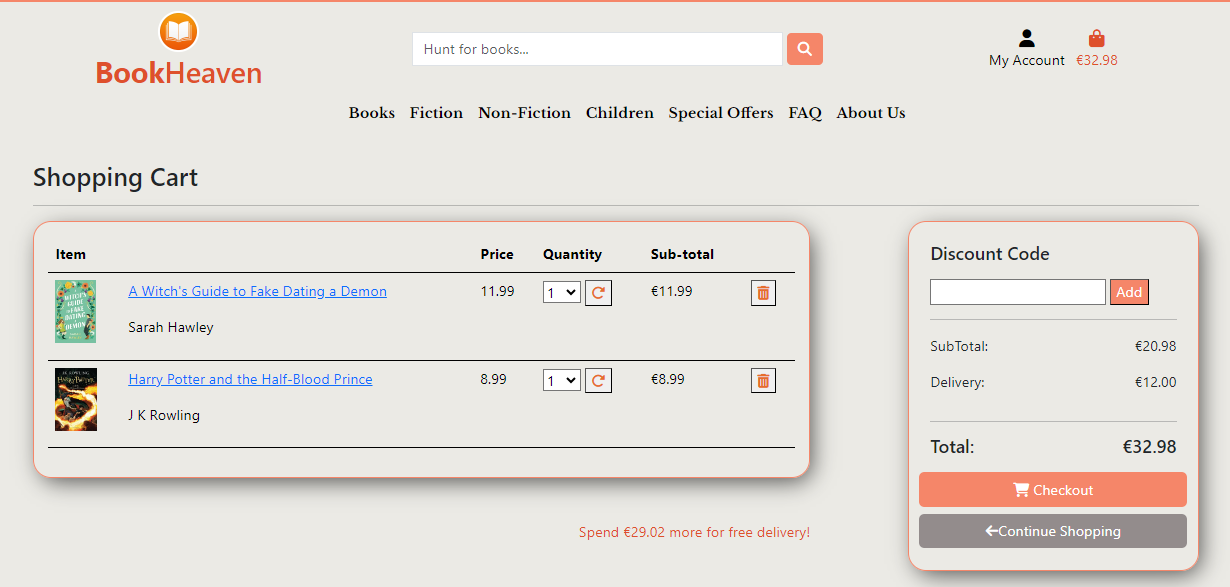 BookHeaven
Hunt for books...
My Account
€32.98
Books Fiction Non-Fiction Children Special Offers FAQ About Us
Shopping Cart
Item Price Quantity Sub-total
A WITCH'S GUIDE TO FAKE DATING A DEMON
A Witch's Guide to Fake Dating a Demon 11.99 1 €11.99
Sarah Hawley
J.K. ROWLING
HARRY POTTER
Harry Potter and the Half-Blood Prince 8.99 1 €8.99
J K Rowling
Spend €29.02 more for free delivery!
Discount Code
Add
SubTotal: €20.98
Delivery: €12.00
Total: €32.98
Checkout
Continue Shopping